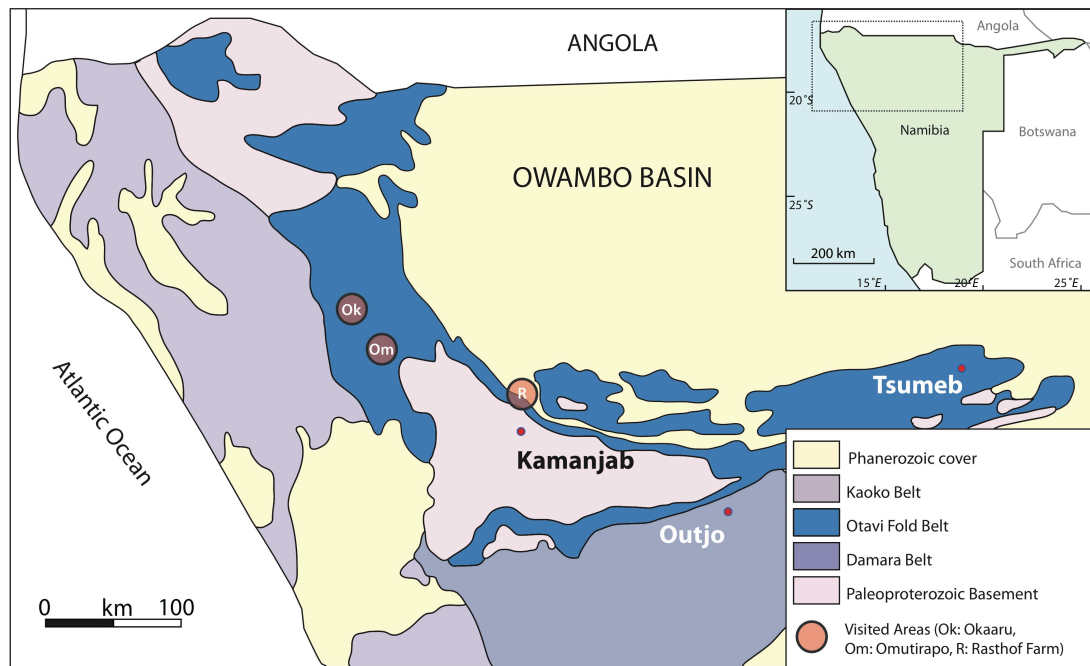 ANGOLA
OWAMBO BASIN
Ok
Om
R
Atlantic Ocean
Kamanjab
Tsumeb
Outjo
0 km 100
Angola
20°S
Namibia
Botswana
25°S
200 km
South Africa
15°E
20°E
25°E
Phanerozoic cover
Kaoko Belt
Otavi Fold Belt
Damara Belt
Paleoproterozoic Basement
Visited Areas (Ok: Okaaru,
Om: Omutirapo, R: Rasthof Farm)